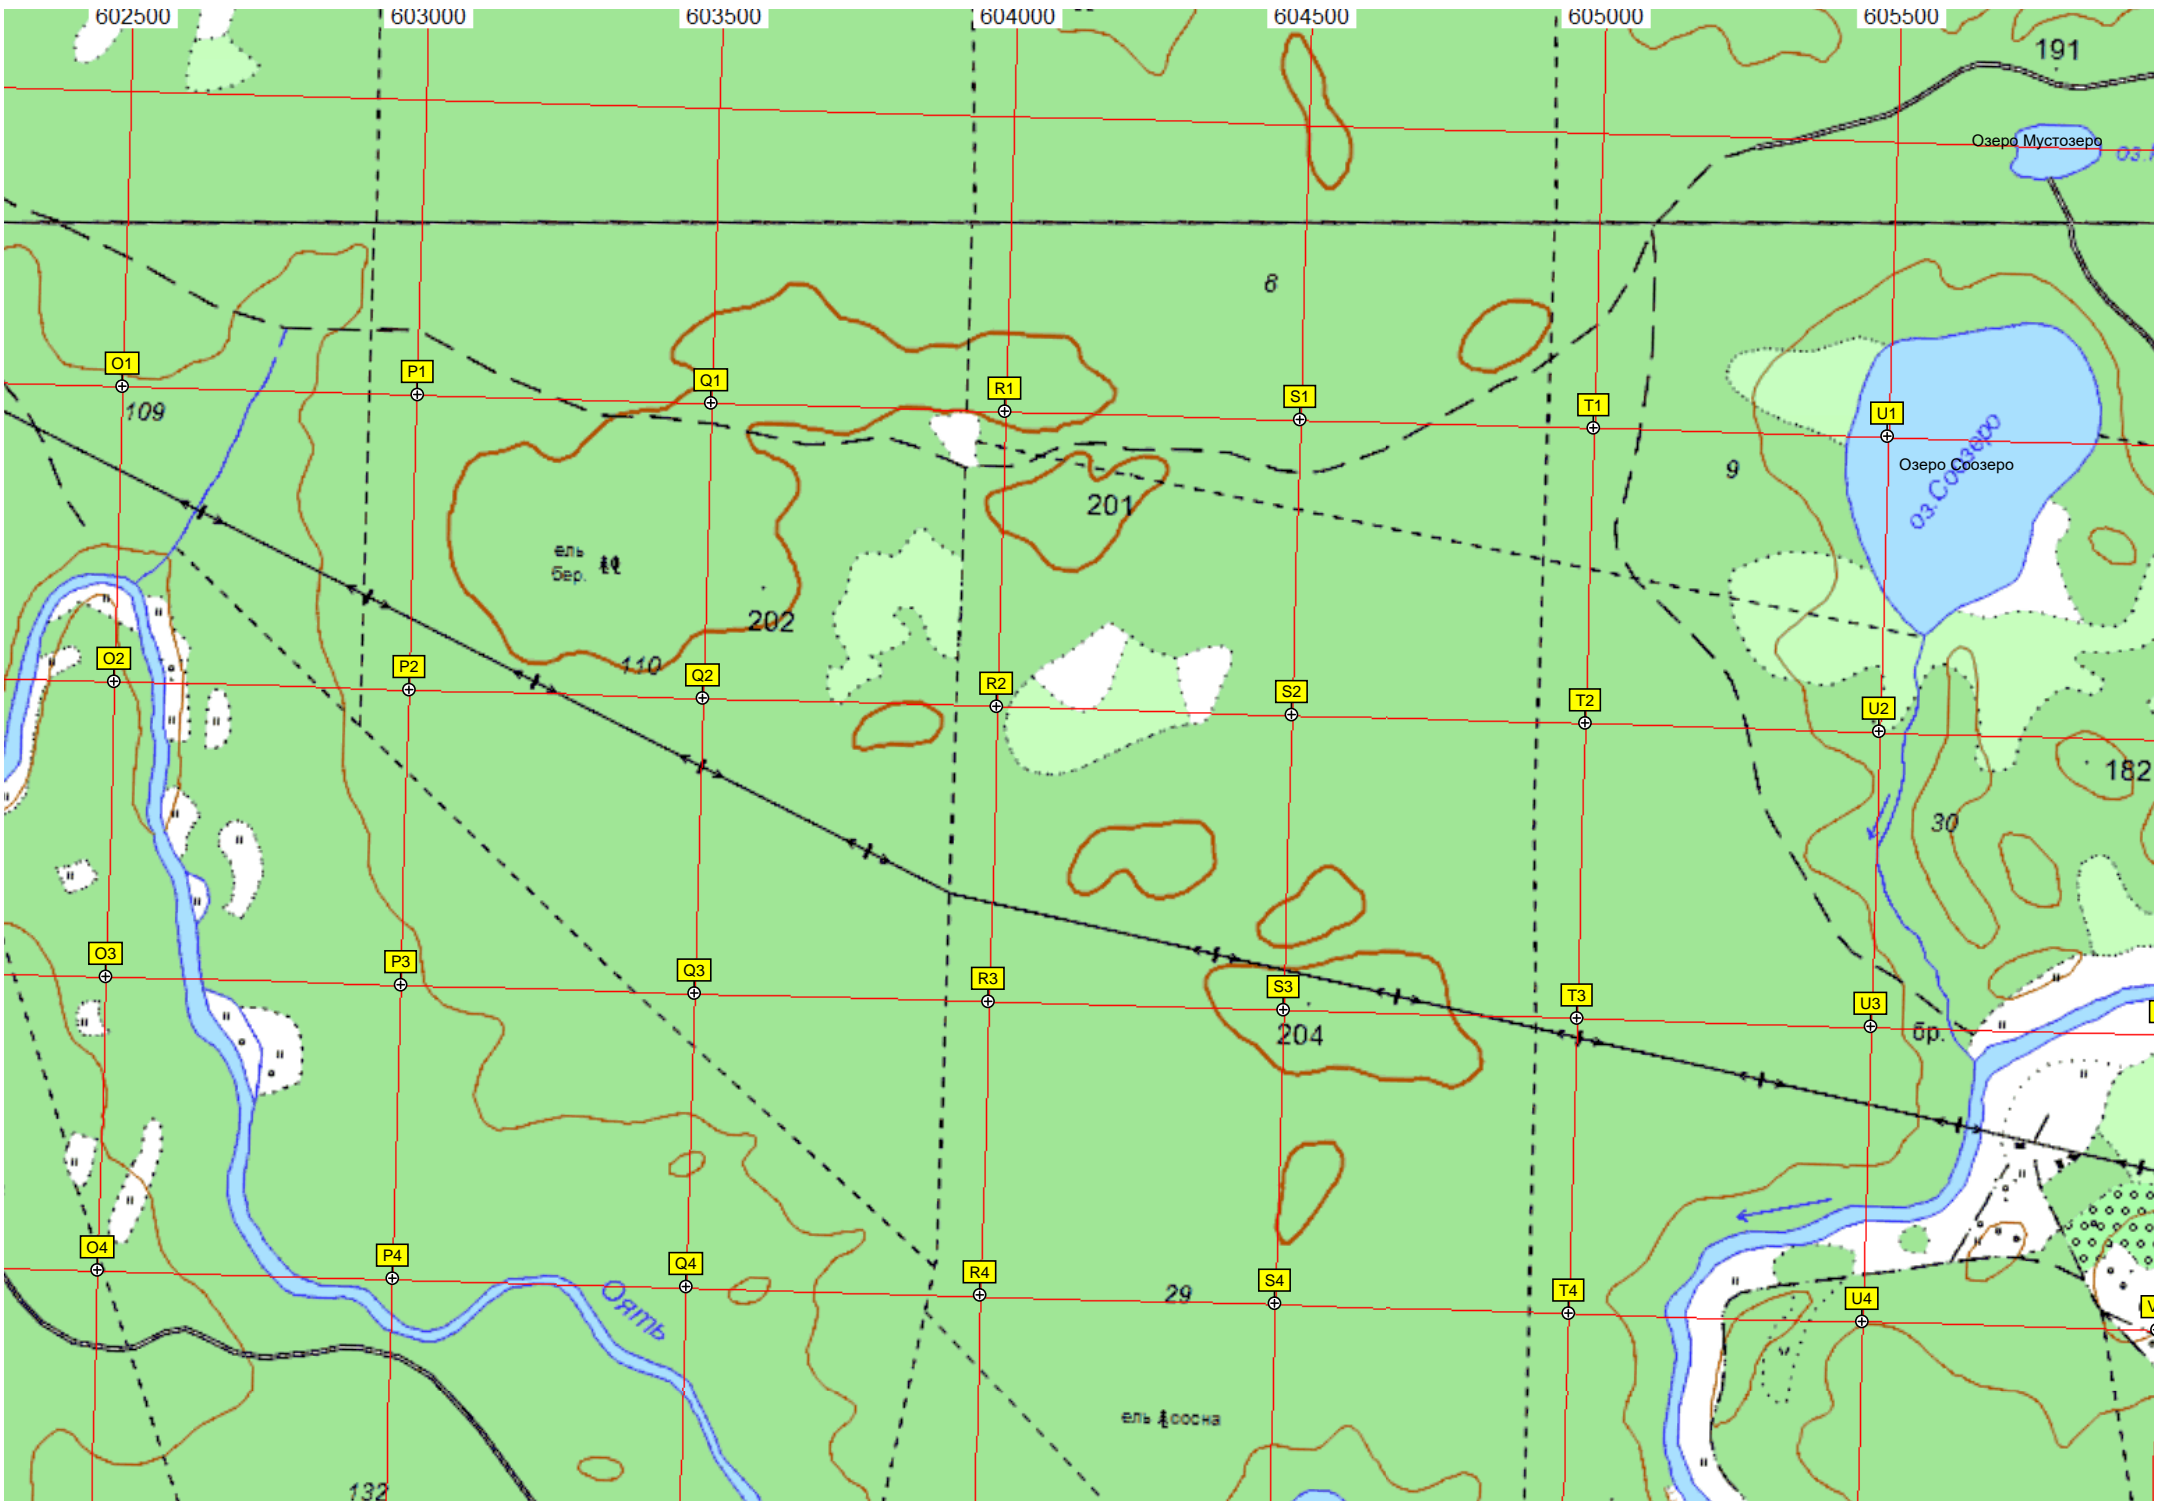 602500 603000 603500 604000 604500 605000 605500
191
Озеро Мустозеро
8
O1 P1 Q1 R1 S1 T1 U1
109
9
Озеро Соозеро
оз.Соозеро
201
ель
бер.
202
110
O2 P2 Q2 R2 S2 T2 U2
182
30
O3 P3 Q3 R3 S3 T3 U3
204
бр.
O4 P4 Q4 R4 S4 T4 U4
Оять
29
ель сосна
132